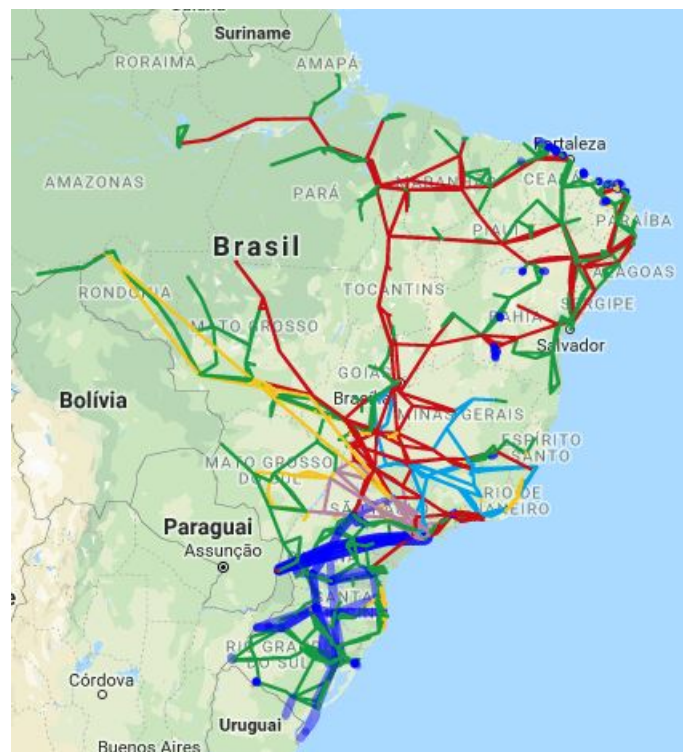 Suriname
RORAIMA
AMAPÁ
Fortaleza
AMAZONAS
PARÁ
MARANHÃO
CEARÁ
PARAÍBA
Brasil
PIAUÍ
RONDÔNIA
TOCANTINS
ALAGOAS
SERGIPE
MATO GROSSO
BAHIA
Salvador
GOIÁS
Bolívia
Brasília
MINAS GERAIS
ESPÍRITO
SANTO
MATO GROSSO
DO SUL
RIO DE
JANEIRO
Paraguai
Assunção
SANTA
RIO GRANDE
DO SUL
Córdova
Uruguai
Buenos Aires